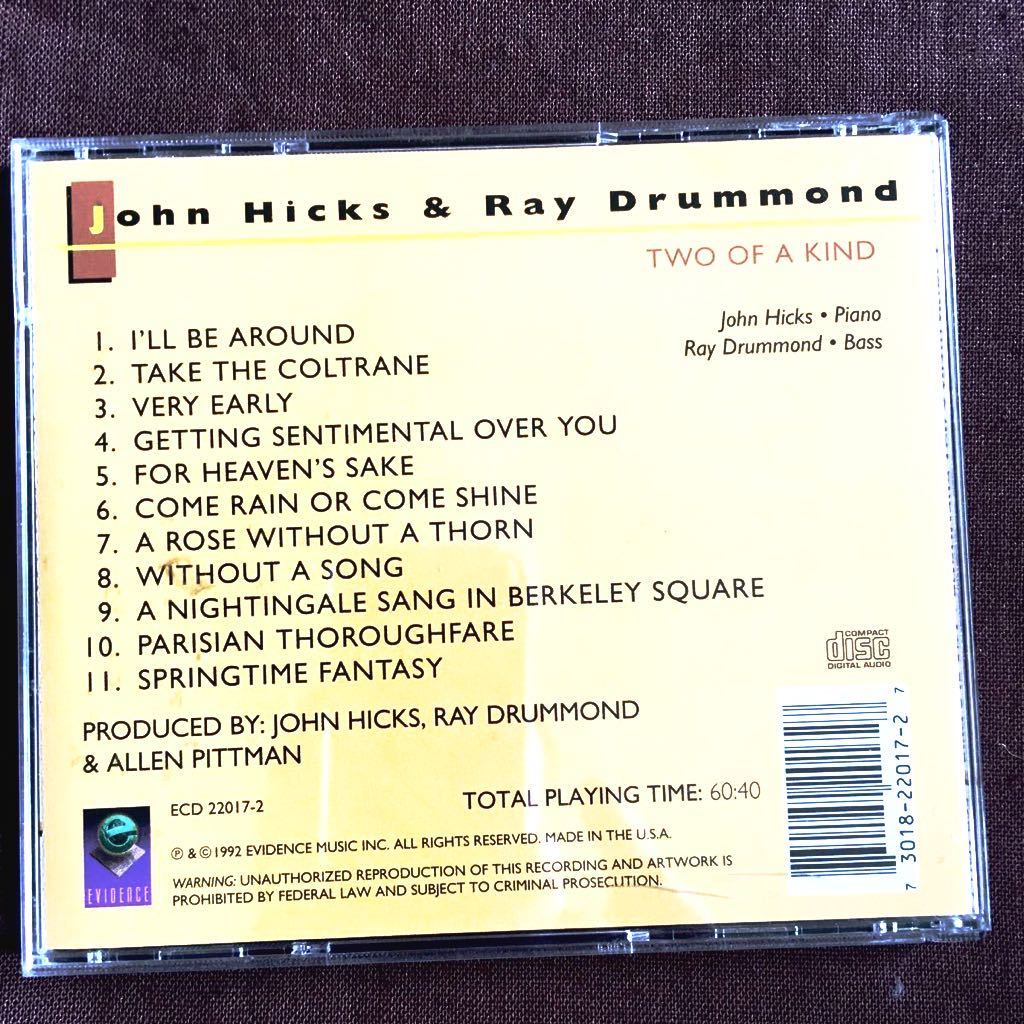 John Hicks & Ray Drummond
TWO OF A KIND
John Hicks • Piano
Ray Drummond • Bass
1. I'LL BE AROUND
2. TAKE THE COLTRANE
3. VERY EARLY
4. GETTING SENTIMENTAL OVER YOU
5. FOR HEAVEN'S SAKE
6. COME RAIN OR COME SHINE
7. A ROSE WITHOUT A THORN
8. WITHOUT A SONG
9. A NIGHTINGALE SANG IN BERKELEY SQUARE
10. PARISIAN THOROUGHFARE
11. SPRINGTIME FANTASY
COMPACT
disc
DIGITAL AUDIO
PRODUCED BY: JOHN HICKS, RAY DRUMMOND
& ALLEN PITTMAN
ECD 22017-2
TOTAL PLAYING TIME: 60:40
℗ & © 1992 EVIDENCE MUSIC INC. ALL RIGHTS RESERVED. MADE IN THE U.S.A.
WARNING: UNAUTHORIZED REPRODUCTION OF THIS RECORDING AND ARTWORK IS
PROHIBITED BY FEDERAL LAW AND SUBJECT TO CRIMINAL PROSECUTION.
e
EVIDENCE
7 3018-22017-2 7